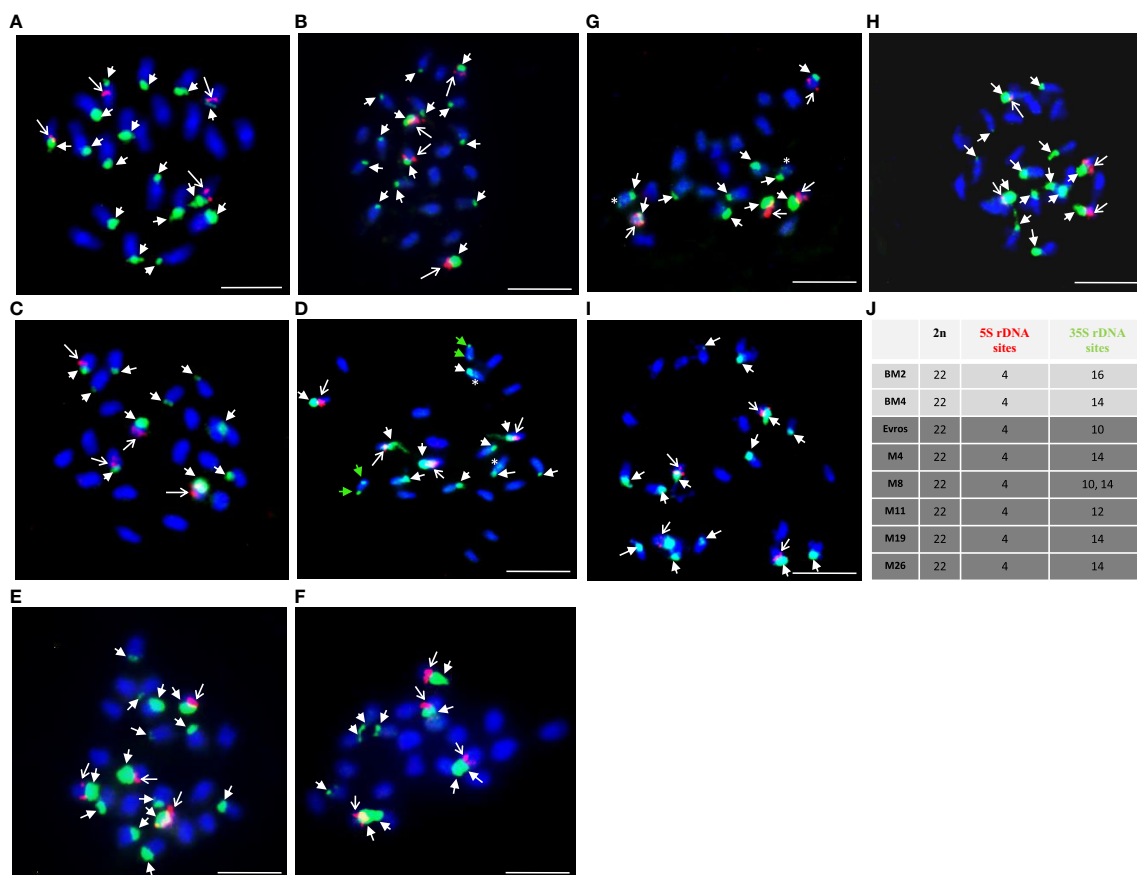 A
B
G
H
C
D
I
J
2n 5S rDNA sites 35S rDNA sites
BM2 22 4 16
BM4 22 4 14
Evros 22 4 10
M4 22 4 14
M8 22 4 10, 14
M11 22 4 12
M19 22 4 14
M26 22 4 14
E
F
* * * *